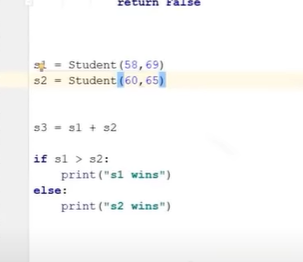 return False
s1 = Student(58,69)
s2 = Student(60,65)
s3 = s1 + s2
if s1 > s2:
print("s1 wins")
else:
print("s2 wins")